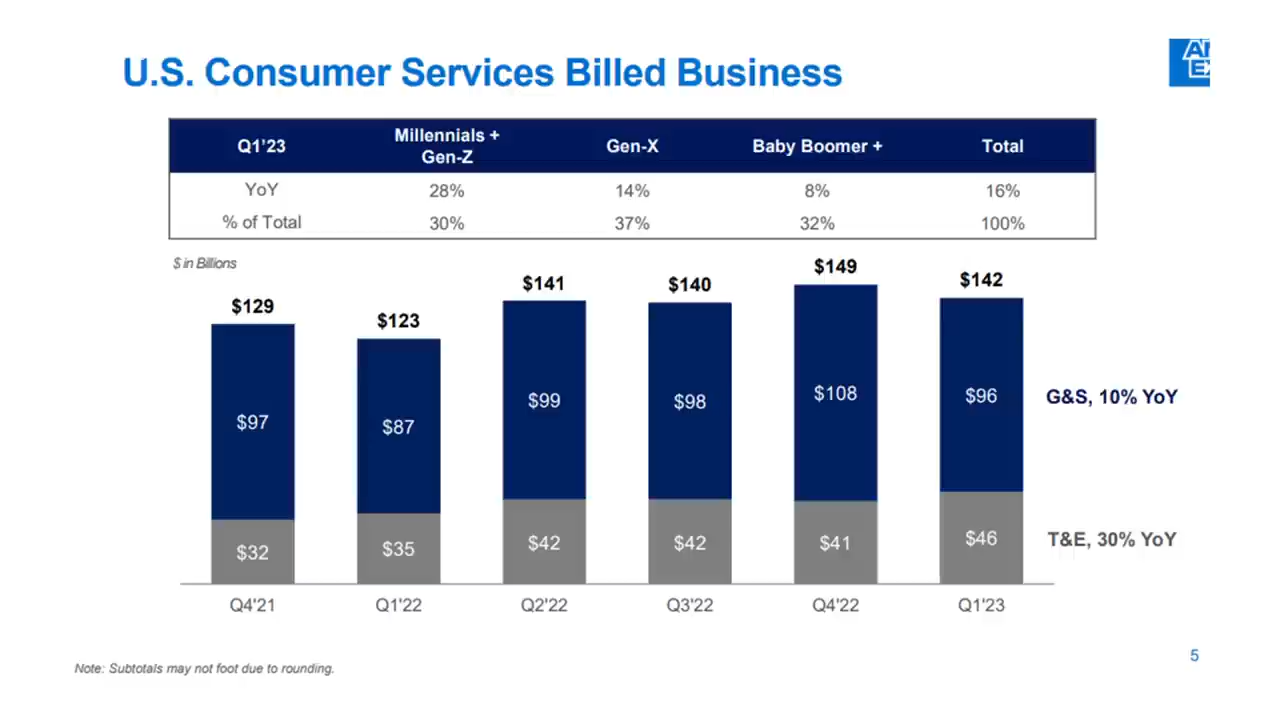 U.S. Consumer Services Billed Business
AM
EX
Q1'23 Millennials + Gen-Z Gen-X Baby Boomer + Total
YoY 28% 14% 8% 16%
% of Total 30% 37% 32% 100%
$ in Billions
$129 $123 $141 $140 $149 $142
$97 $87 $99 $98 $108 $96 G&S, 10% YoY
$32 $35 $42 $42 $41 $46 T&E, 30% YoY
Q4'21 Q1'22 Q2'22 Q3'22 Q4'22 Q1'23
Note: Subtotals may not foot due to rounding.
5